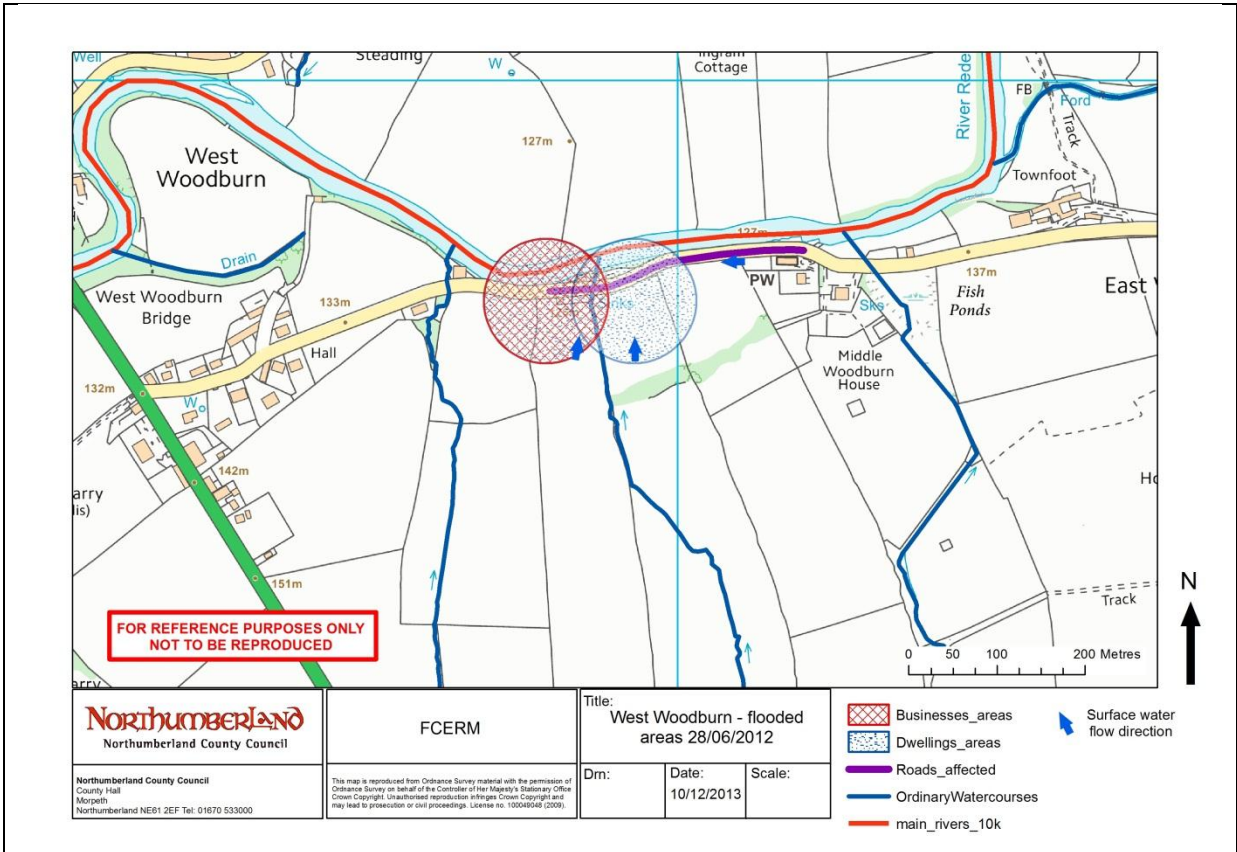 Well
Steading
W
Ingram
Cottage
River Rede
FB
Ford
Track
127m
West
Woodburn
Townfoot
127m
Drain
137m
PW
East
Fish
Ponds
West Woodburn
Bridge
133m
Sks
Hall
Middle
Woodburn
House
132m
W
142m
arry
151m
Track
N
FOR REFERENCE PURPOSES ONLY
NOT TO BE REPRODUCED
0 50 100 200 Metres
arry
NORTHUMBERLAND
Northumberland County Council
Northumberland County Council
County Hall
Morpeth
Northumberland NE61 2EF Tel: 01670 533000
FCERM
This map is reproduced from Ordnance Survey material with the permission of
Ordnance Survey on behalf of the Controller of Her Majesty's Stationary Office
Crown Copyright. Unauthorised reproduction infringes Crown Copyright and
may lead to prosecution or civil proceedings. License no. 100049048 (2009).
Title:
West Woodburn - flooded
areas 28/06/2012
Drn:
Date:
10/12/2013
Scale:
Businesses_areas
Dwellings_areas
Roads_affected
OrdinaryWatercourses
main_rivers_10k
Surface water
flow direction